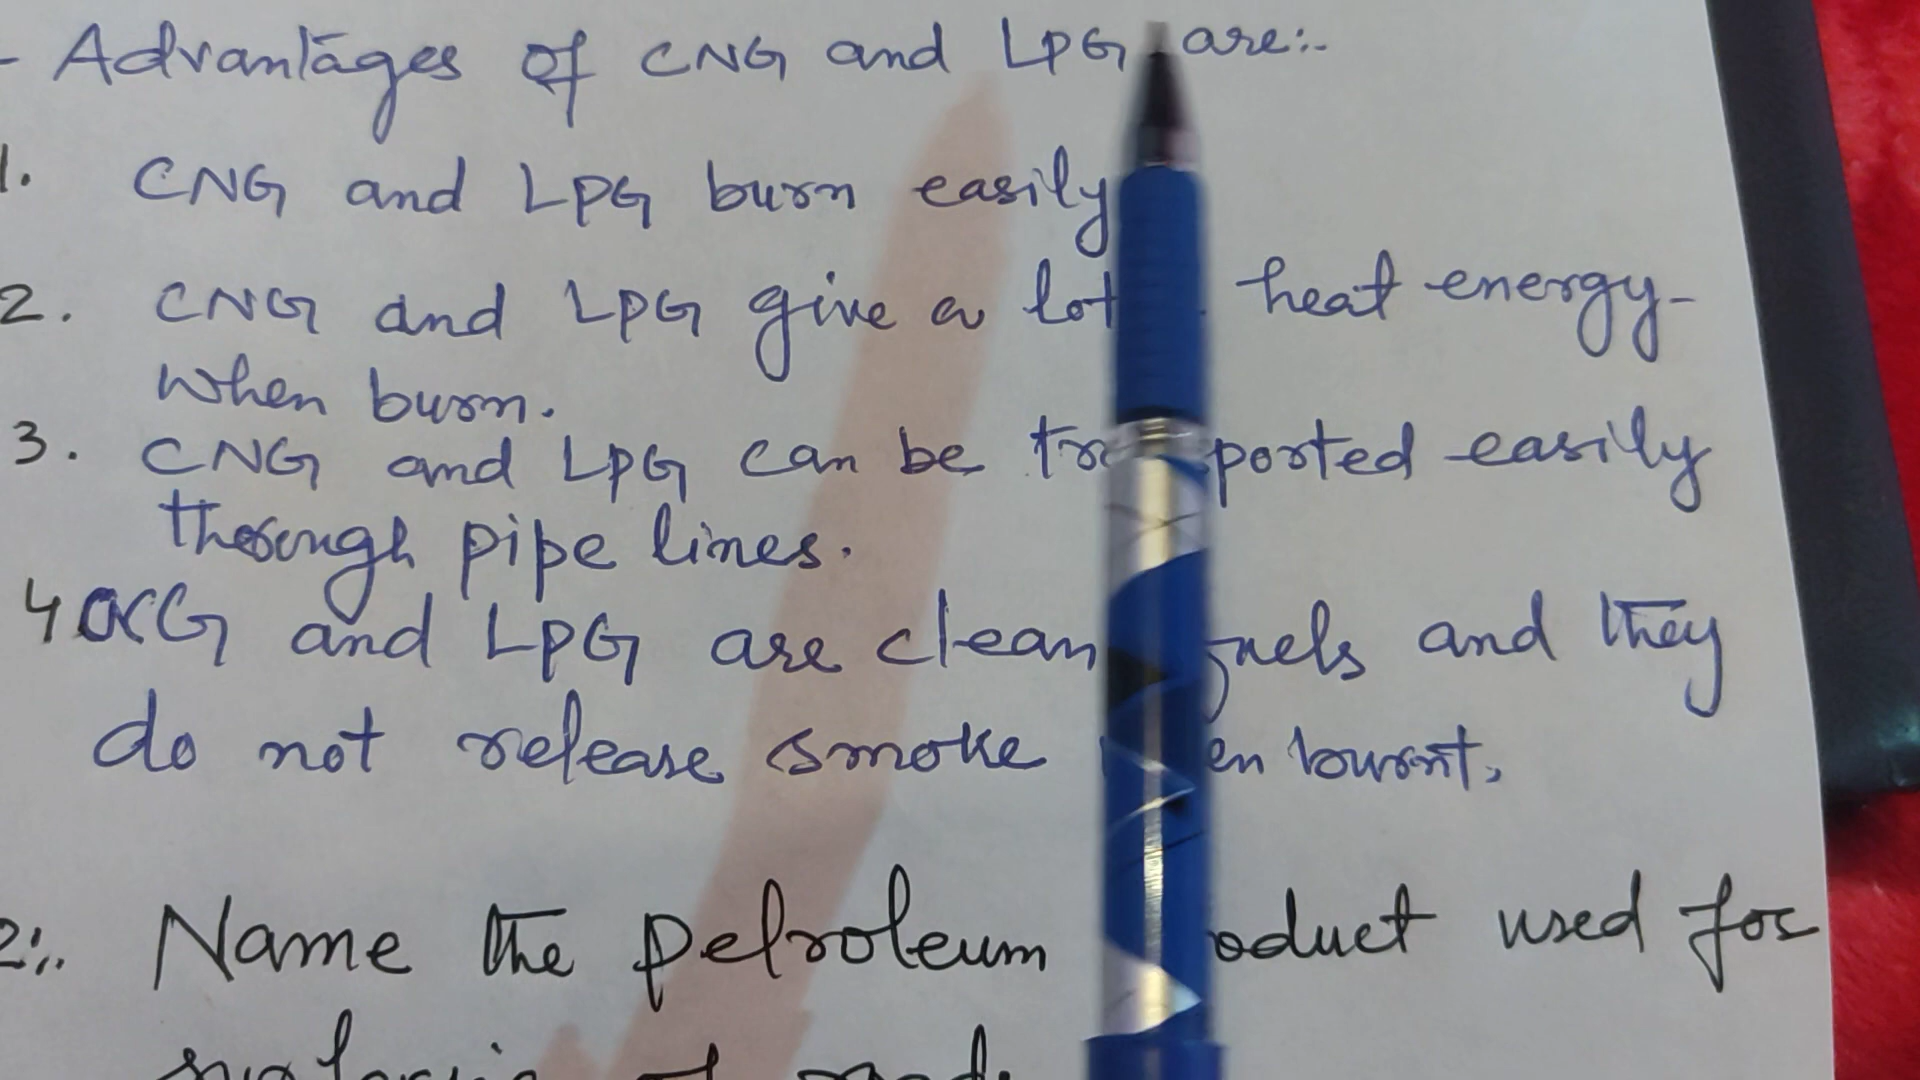 - Advantages of CNG and LPG are:-
1. CNG and LPG burn easily
2. CNG and LPG give a lot heat energy-
when burn.
3. CNG and LPG can be ported easily
through pipe lines.
4 CNG and LPG are clean fuels and they
do not release smoke en burnt.
2:. Name the petroleum oduct used for